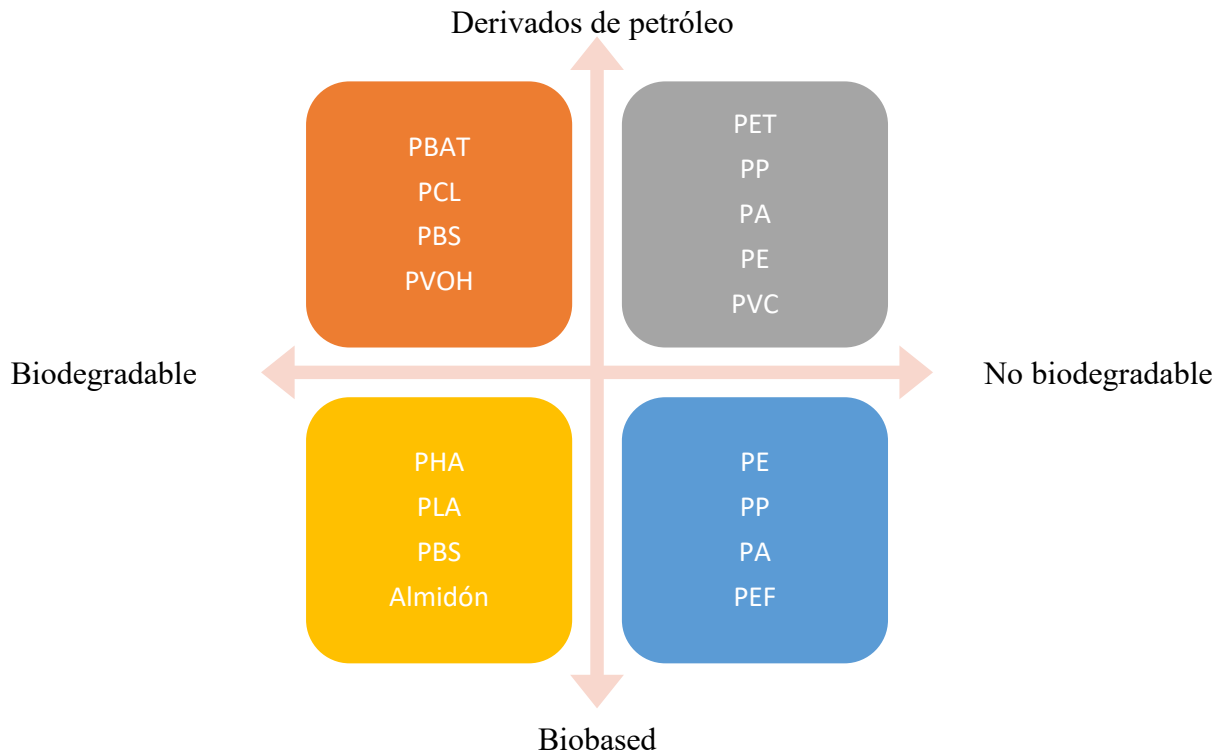 Derivados de petróleo
PBAT
PCL
PBS
PVOH
PET
PP
PA
PE
PVC
Biodegradable
No biodegradable
PHA
PLA
PBS
Almidón
PE
PP
PA
PEF
Biobased